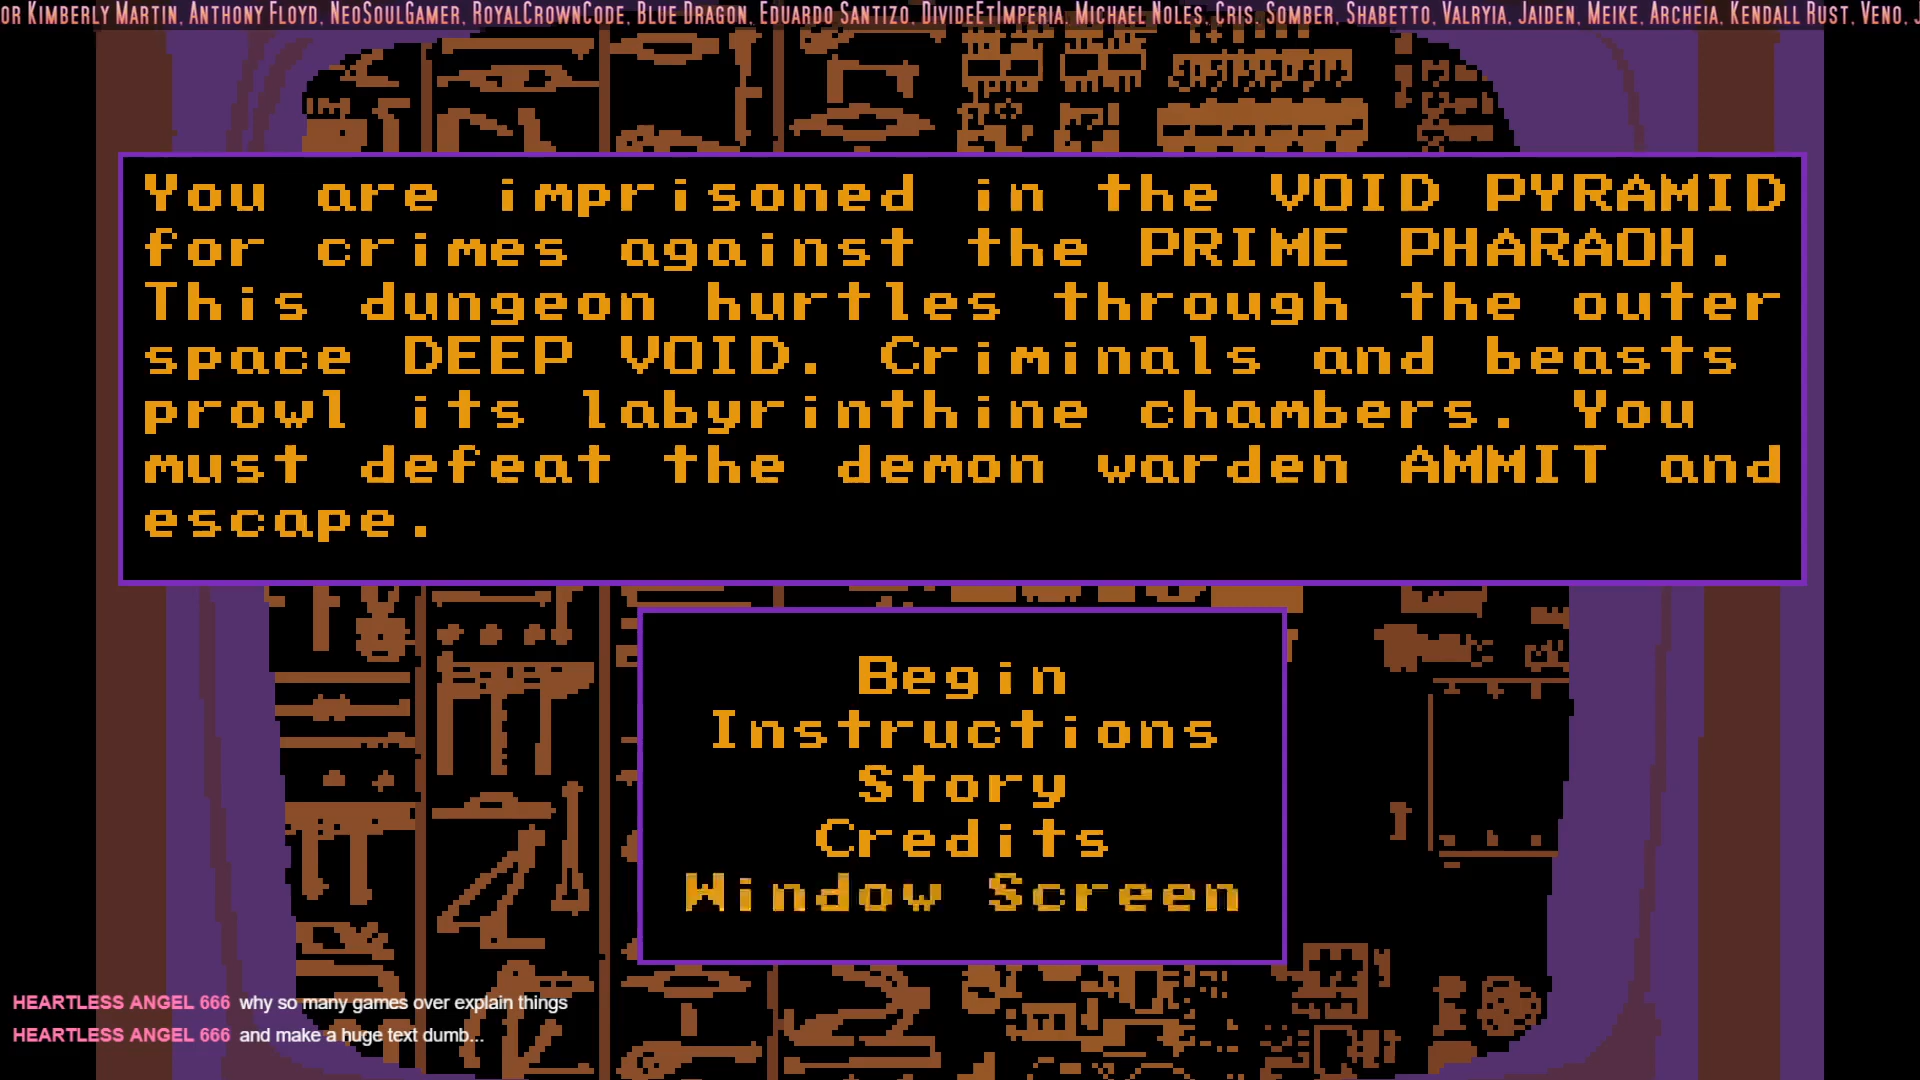 or Kimberly Martin, Anthony Floyd, NeoSoulGamer, RoyalCrownCode, Blue Dragon, Eduardo Santizo, DivideEtImperia, Michael Noles, Cris, Somber, Shabetto, Valryia, Jaiden, Meike, Archeia, Kendall Rust, Veno,
You are imprisoned in the VOID PYRAMID
for crimes against the PRIME PHARAOH.
This dungeon hurtles through the outer
space DEEP VOID. Criminals and beasts
prowl its labyrinthine chambers. You
must defeat the demon warden AMMIT and
escape.
Begin
Instructions
Story
Credits
Window Screen
HEARTLESS ANGEL 666 why so many games over explain things
HEARTLESS ANGEL 666 and make a huge text dumb...